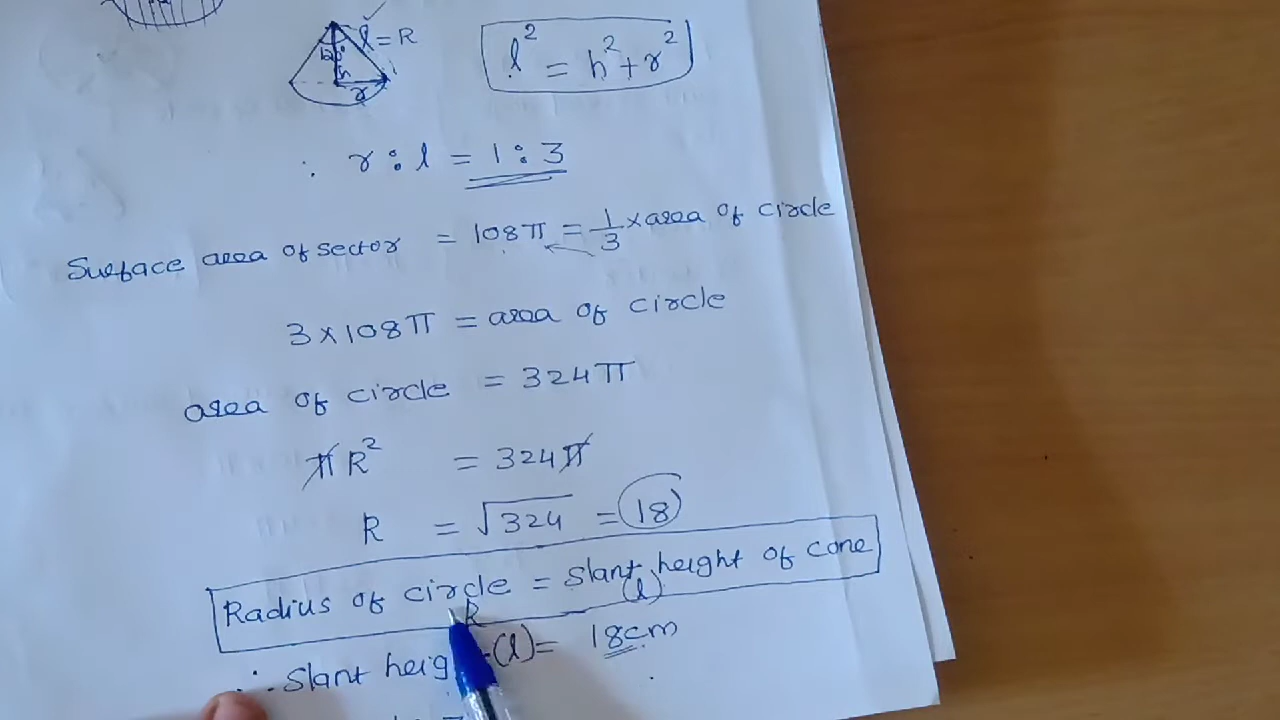 l = R
h
r
l² = h² + r²
∴ r : l = 1 : 3
Surface area of sector = 108π = 1/3 × area of circle
3 × 108π = area of circle
area of circle = 324π
πR² = 324π
R = √324 = 18
Radius of circle = Slant height of cone
R (l)
∴ Slant height (l) = 18cm